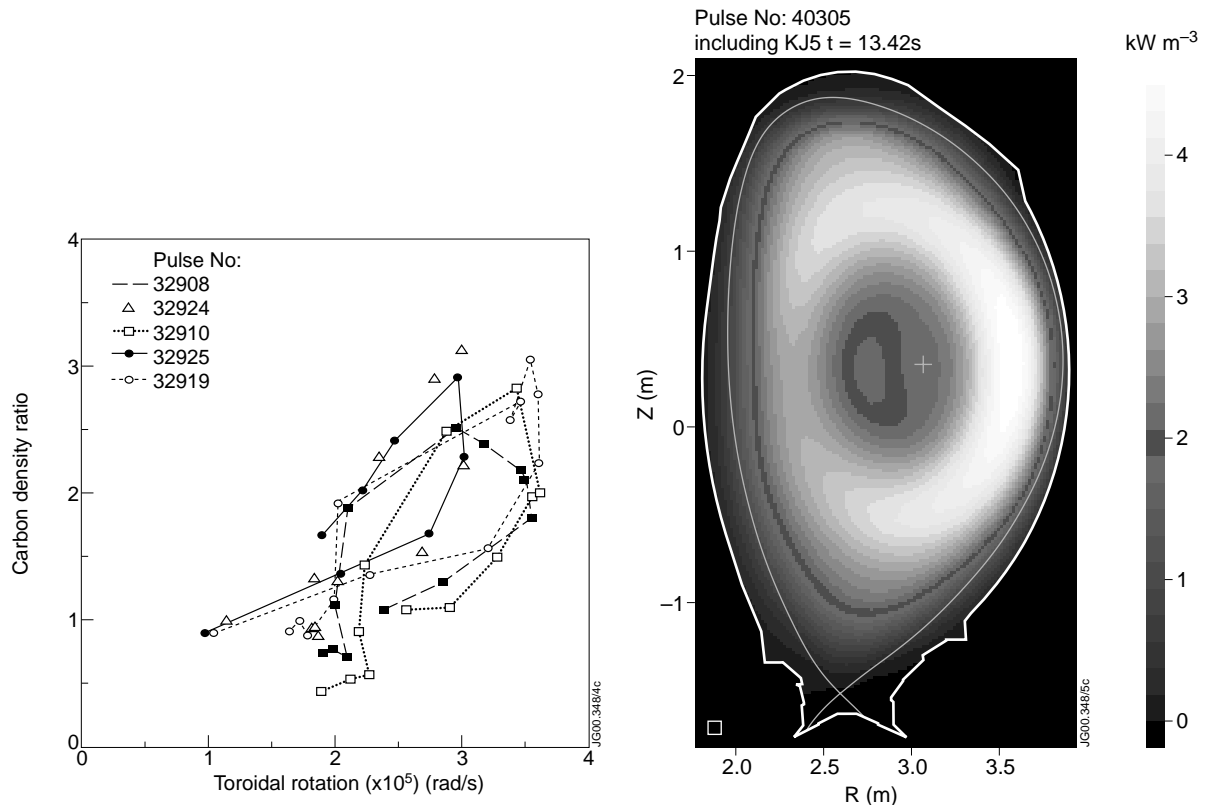 4
3
2
1
0
0
1
2
3
4
Carbon density ratio
Toroidal rotation (x10⁵) (rad/s)
Pulse No:
32908
32924
32910
32925
32919
JG00.348/4c
Pulse No: 40305
including KJ5 t = 13.42s
kW m⁻³
2
1
0
–1
Z (m)
2.0
2.5
3.0
3.5
R (m)
JG00.348/5c
4
3
2
1
0